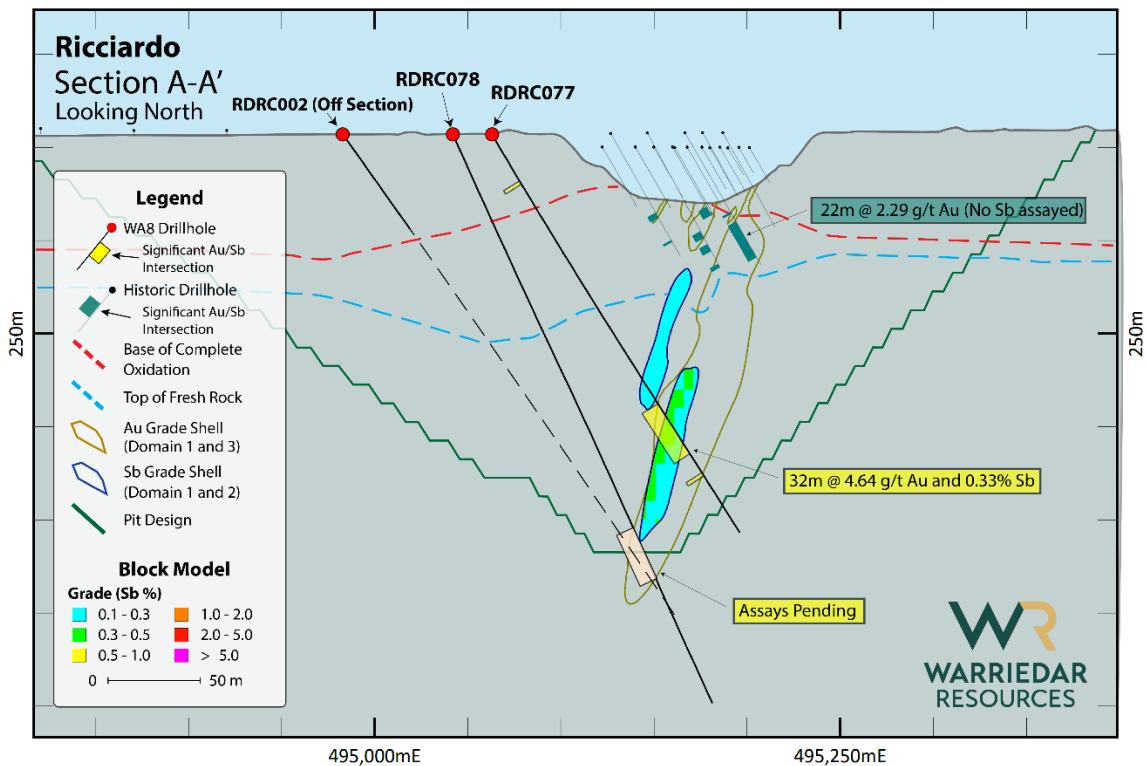 Ricciardo
Section A-A’
Looking North
RDRC002 (Off Section)
RDRC078
RDRC077
22m @ 2.29 g/t Au (No Sb assayed)
Legend
WA8 Drillhole
Significant Au/Sb
Intersection
Historic Drillhole
Significant Au/Sb
Intersection
Base of Complete
Oxidation
Top of Fresh Rock
Au Grade Shell
(Domain 1 and 3)
Sb Grade Shell
(Domain 1 and 2)
Pit Design
Block Model
Grade (Sb %)
0.1 - 0.3 1.0 - 2.0
0.3 - 0.5 2.0 - 5.0
0.5 - 1.0 > 5.0
0 50 m
250m
250m
32m @ 4.64 g/t Au and 0.33% Sb
Assays Pending
WR
WARRIEDAR
RESOURCES
495,000mE
495,250mE